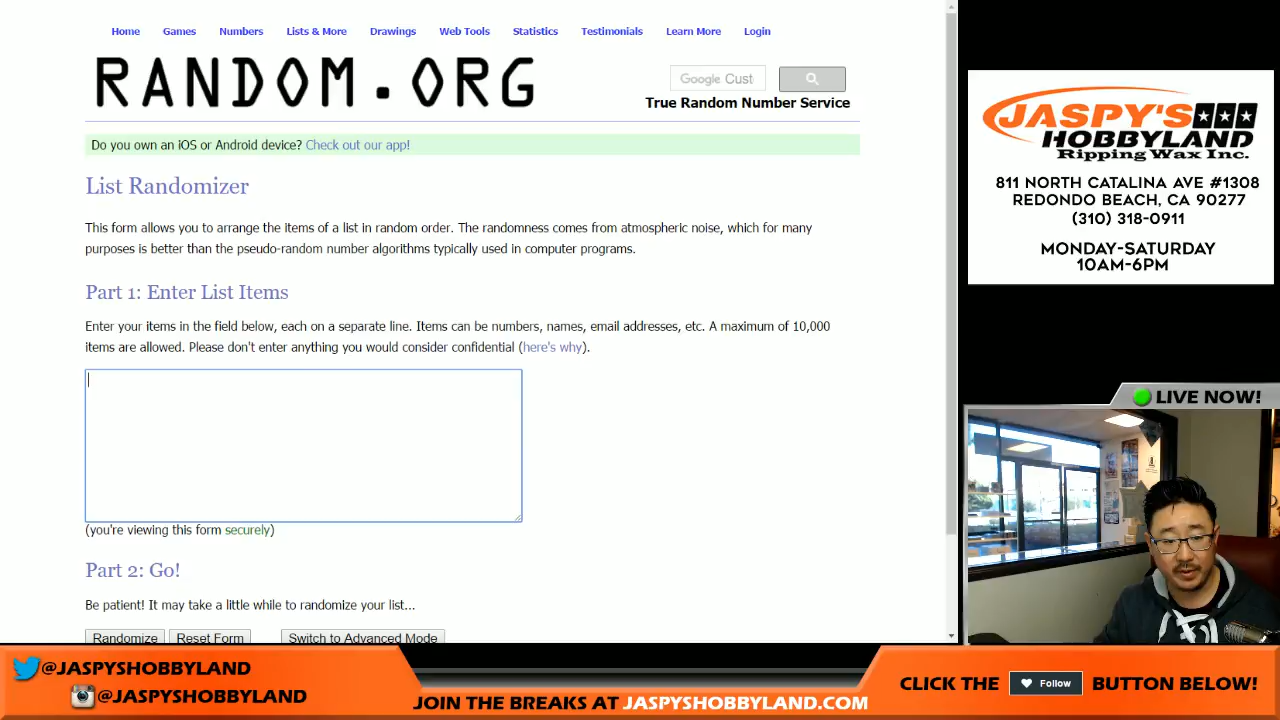 Home Games Numbers Lists & More Drawings Web Tools Statistics Testimonials Learn More Login
RANDOM.ORG
Google Cust
True Random Number Service
Do you own an iOS or Android device? Check out our app!
List Randomizer
This form allows you to arrange the items of a list in random order. The randomness comes from atmospheric noise, which for many
purposes is better than the pseudo-random number algorithms typically used in computer programs.
Part 1: Enter List Items
Enter your items in the field below, each on a separate line. Items can be numbers, names, email addresses, etc. A maximum of 10,000
items are allowed. Please don't enter anything you would consider confidential (here's why).
(you're viewing this form securely)
Part 2: Go!
Be patient! It may take a little while to randomize your list...
Randomize Reset Form Switch to Advanced Mode
JASPY'S
HOBBYLAND
Ripping Wax Inc.
811 NORTH CATALINA AVE #1308
REDONDO BEACH, CA 90277
(310) 318-0911
MONDAY-SATURDAY
10AM-6PM
LIVE NOW!
@JASPYSHOBBYLAND
@JASPYSHOBBYLAND
JOIN THE BREAKS AT JASPYSHOBBYLAND.COM
CLICK THE Follow BUTTON BELOW!